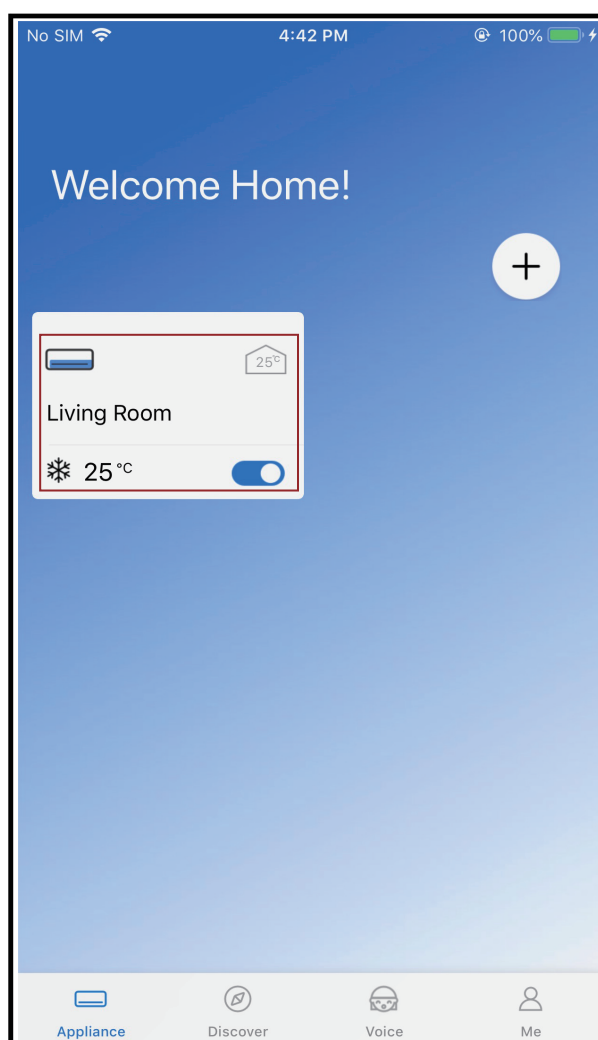 No SIM 4:42 PM 100%
Welcome Home!
+
25℃
Living Room
25 °C
Appliance Discover Voice Me